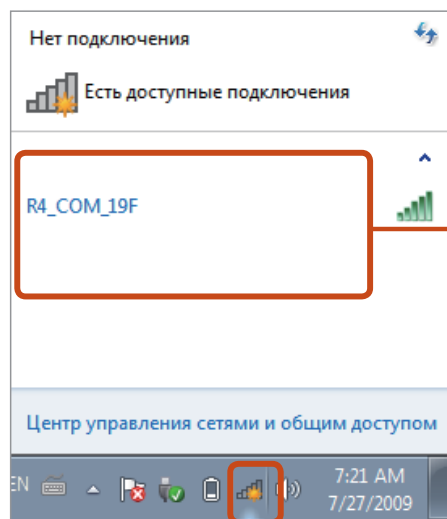 Нет подключения
Есть доступные подключения
R4_COM_19F
Центр управления сетями и общим доступом
EN
7:21 AM
7/27/2009